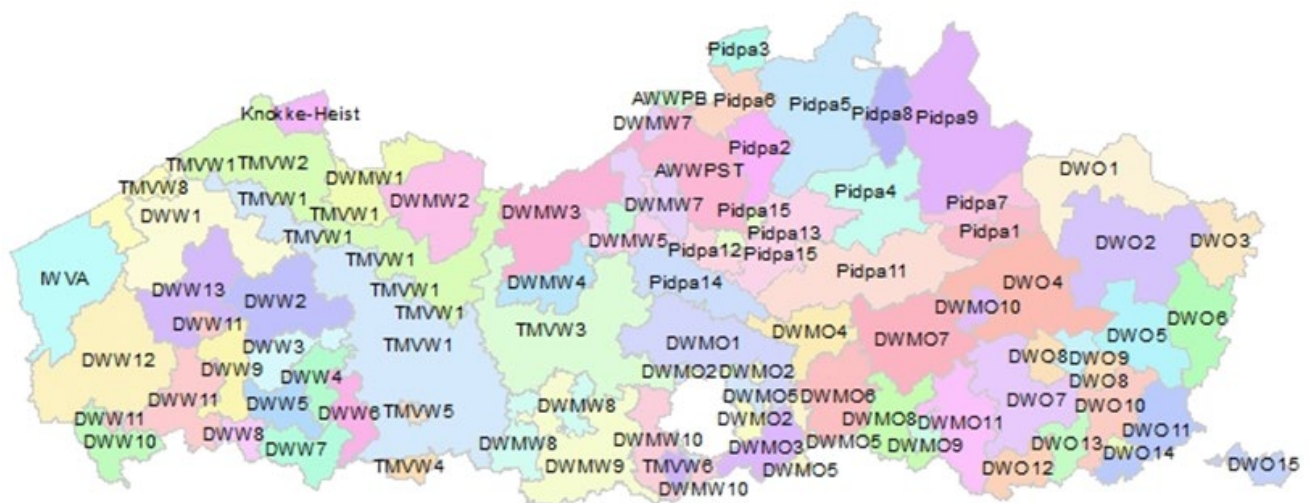 Pidpa3
AWWPB
Pidpa6
Pidpa5
Pidpa8
Pidpa9
Knokke-Heist
DWMW7
Pidpa2
TMVW1
TMVW2
DWMW1
AWWPST
DWO1
TMVW8
TMVW1
DWMW2
Pidpa4
DWW1
TMVW1
DWMW3
DWMW7
Pidpa15
Pidpa7
TMVW1
DWMW5
Pidpa12
Pidpa13
Pidpa1
DWO2
DWO3
TMVW1
Pidpa15
IWVA
DWW13
TMVW1
DWMW4
Pidpa14
Pidpa11
DWO4
DWW2
TMVW1
DWMO10
DWW11
TMVW3
DWMO4
DWO6
DWW3
TMVW1
DWMO1
DWMO7
DWO5
DWW12
DWW9
DWMO2
DWMO2
DWO8
DWO9
DWW4
DWO8
DWW11
DWW5
DWMW8
DWMO5
DWMO6
DWO7
DWO10
DWW11
DWW6
TMVW5
DWMO2
DWMO8
DWMO11
DWO11
DWW10
DWW8
DWW7
DWMW8
DWMW10
DWMO3
DWMO5
DWMO9
DWO13
DWO14
TMVW4
DWMW9
TMVW6
DWMO5
DWO12
DWO15
DWMW10